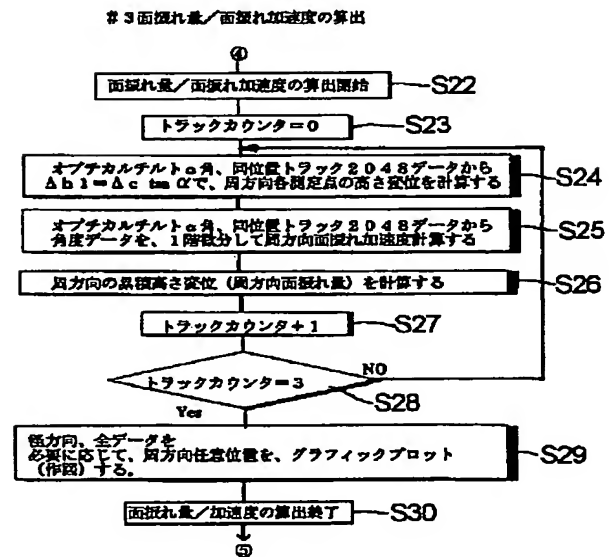 #3面振れ量/面振れ加速度の算出
④
面振れ量/面振れ加速度の算出開始
S22
トラックカウンタ=0
S23
オプチカルチルトα角、同位置トラック2048データから
Δh1=Δc tan αで、周方向各測定点の高さ変位を計算する
S24
オプチカルチルトα角、同位置トラック2048データから
角度データを、1階微分して周方向面振れ加速度計算する
S25
周方向の累積高さ変位(周方向面振れ量)を計算する
S26
トラックカウンタ+1
S27
トラックカウンタ=3
NO
S28
Yes
径方向、全データを
必要に応じて、周方向任意位置を、グラフィックプロット
(作図)する。
S29
面振れ量/加速度の算出終了
S30
⑤